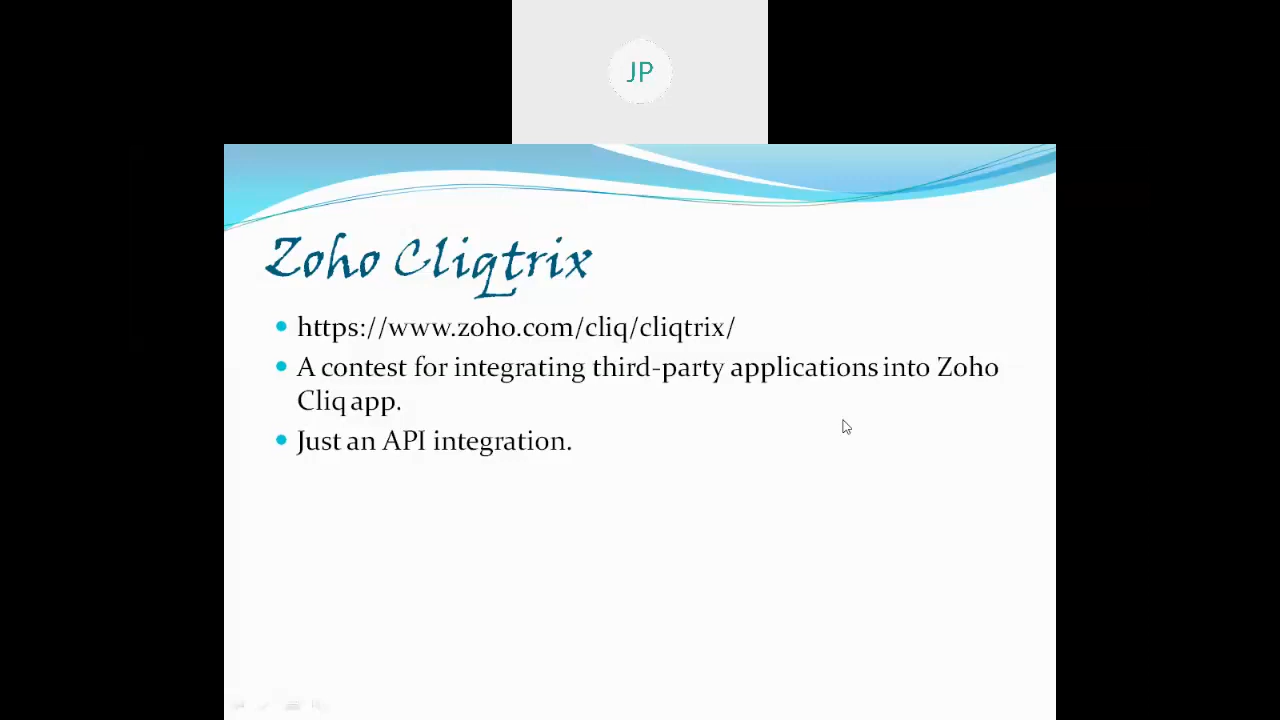 JP
Zoho Cliqtrix
• https://www.zoho.com/cliq/cliqtrix/
• A contest for integrating third-party applications into Zoho
Cliq app.
• Just an API integration.